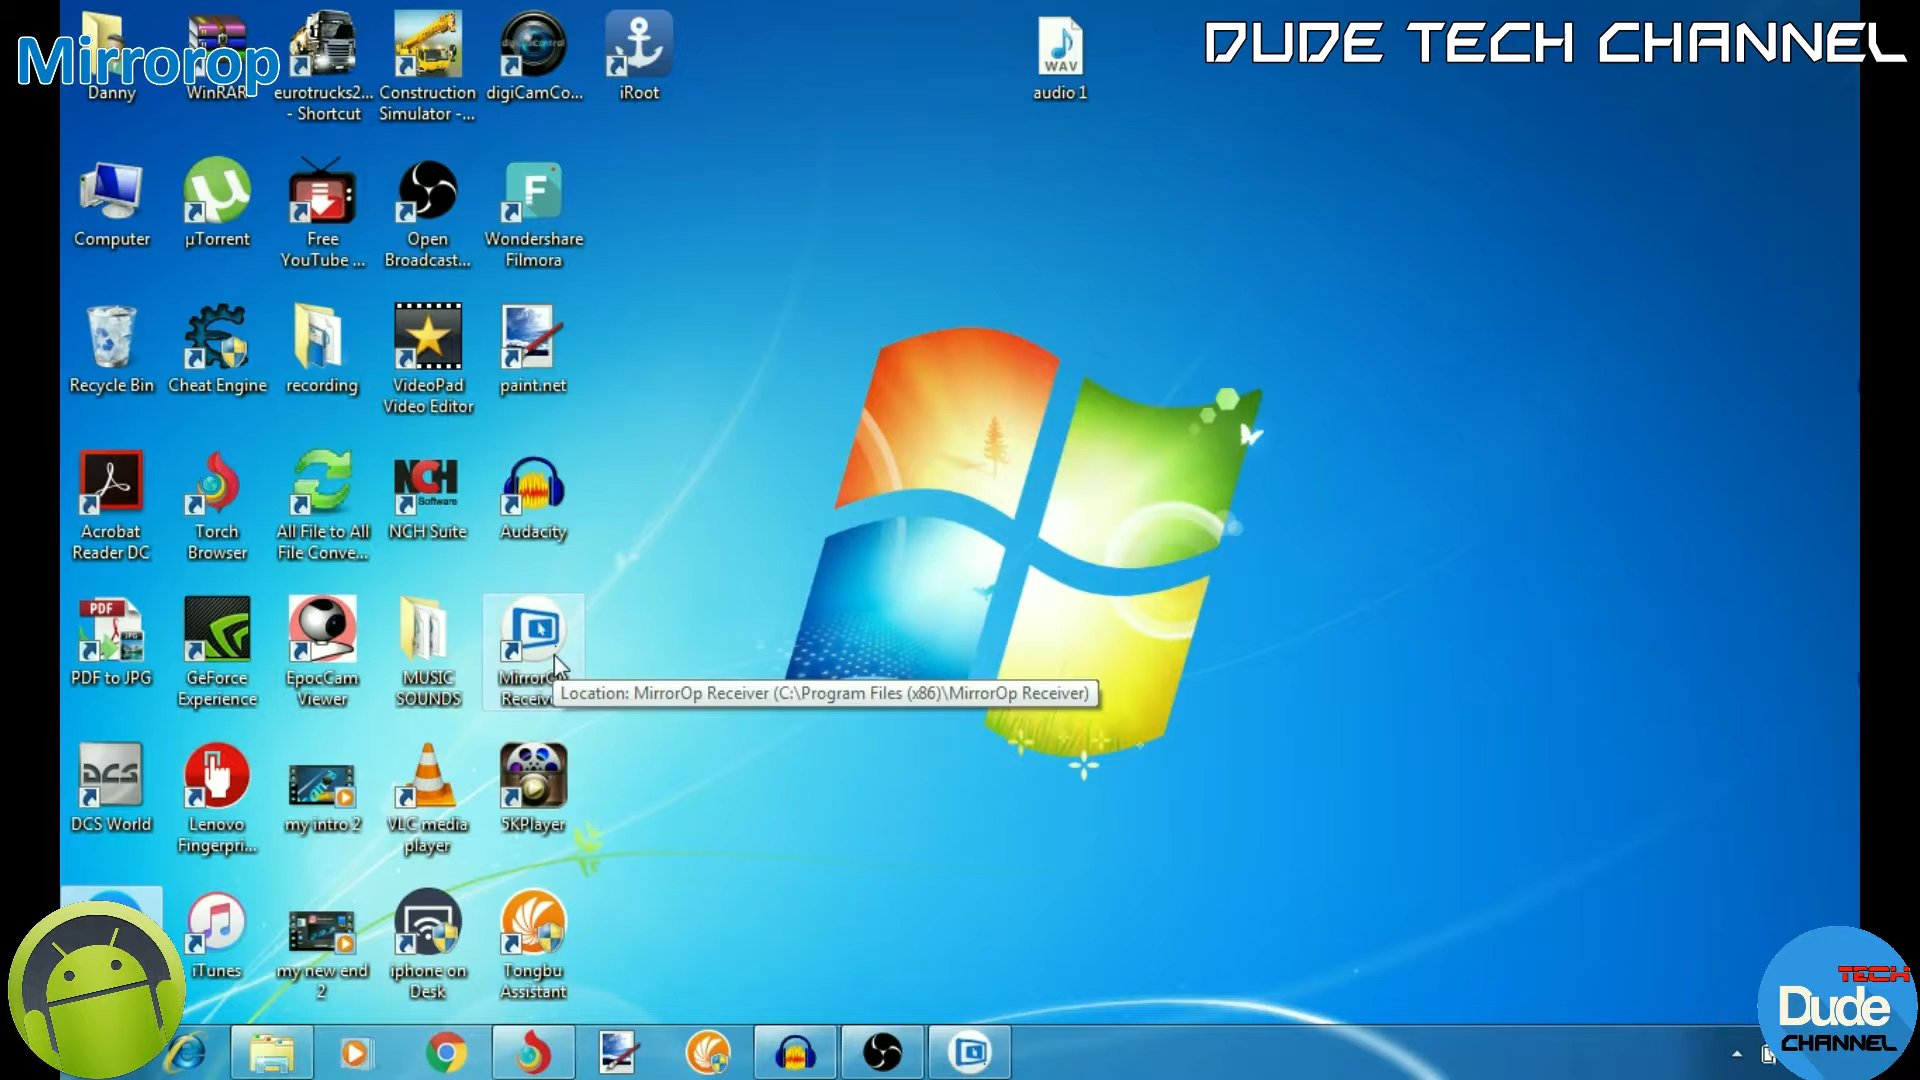 Mirrorop
DUDE TECH CHANNEL
Danny
WinRAR
eurotrucks2...
- Shortcut
Construction
Simulator -...
digiCamCo...
iRoot
WAV
audio 1
Computer
µTorrent
Free
YouTube ...
Open
Broadcast...
F
Wondershare
Filmora
Recycle Bin
Cheat Engine
recording
VideoPad
Video Editor
paint.net
Acrobat
Reader DC
Torch
Browser
All File to All
File Conve...
NCH
Software
NCH Suite
Audacity
PDF
JPG
PDF to JPG
GeForce
Experience
EpocCam
Viewer
MUSIC
SOUNDS
Location: MirrorOp Receiver (C:\Program Files (x86)\MirrorOp Receiver)
DCS
DCS World
Lenovo
Fingerpri...
my intro 2
VLC media
player
5KPlayer
iTunes
my new end
2
iphone on
Desk
Tongbu
Assistant
TECH
Dude
CHANNEL